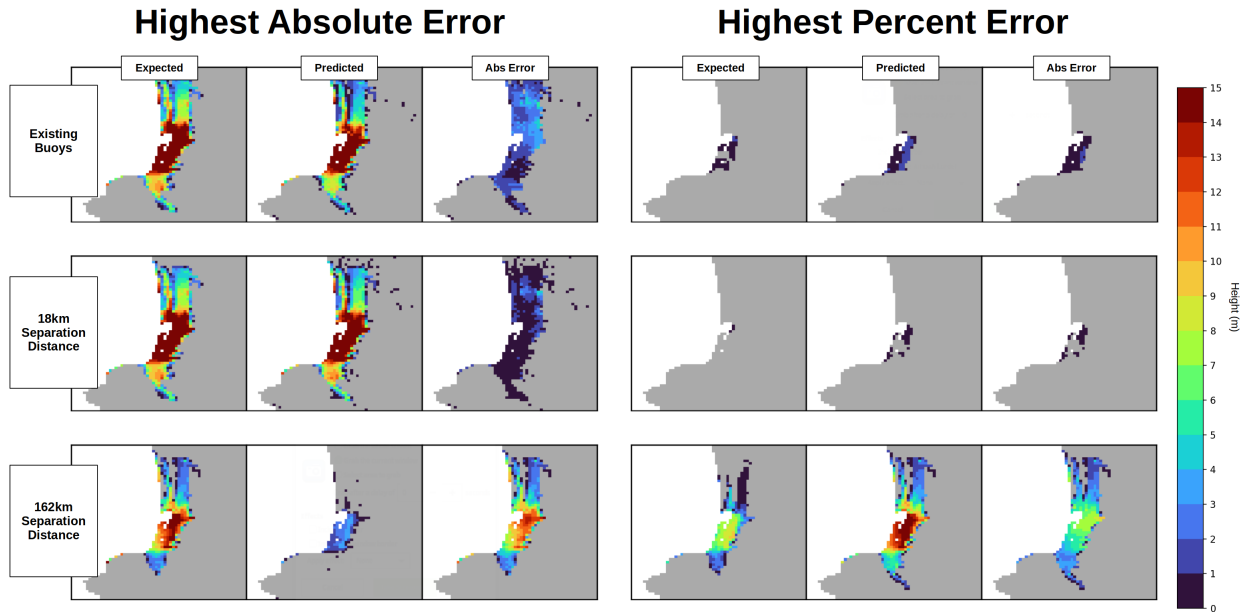 Highest Absolute Error
Highest Percent Error
Expected
Predicted
Abs Error
Expected
Predicted
Abs Error
Existing
Buoys
18km
Separation
Distance
162km
Separation
Distance
15
14
13
12
11
10
9
8
7
6
5
4
3
2
1
0
Height (m)